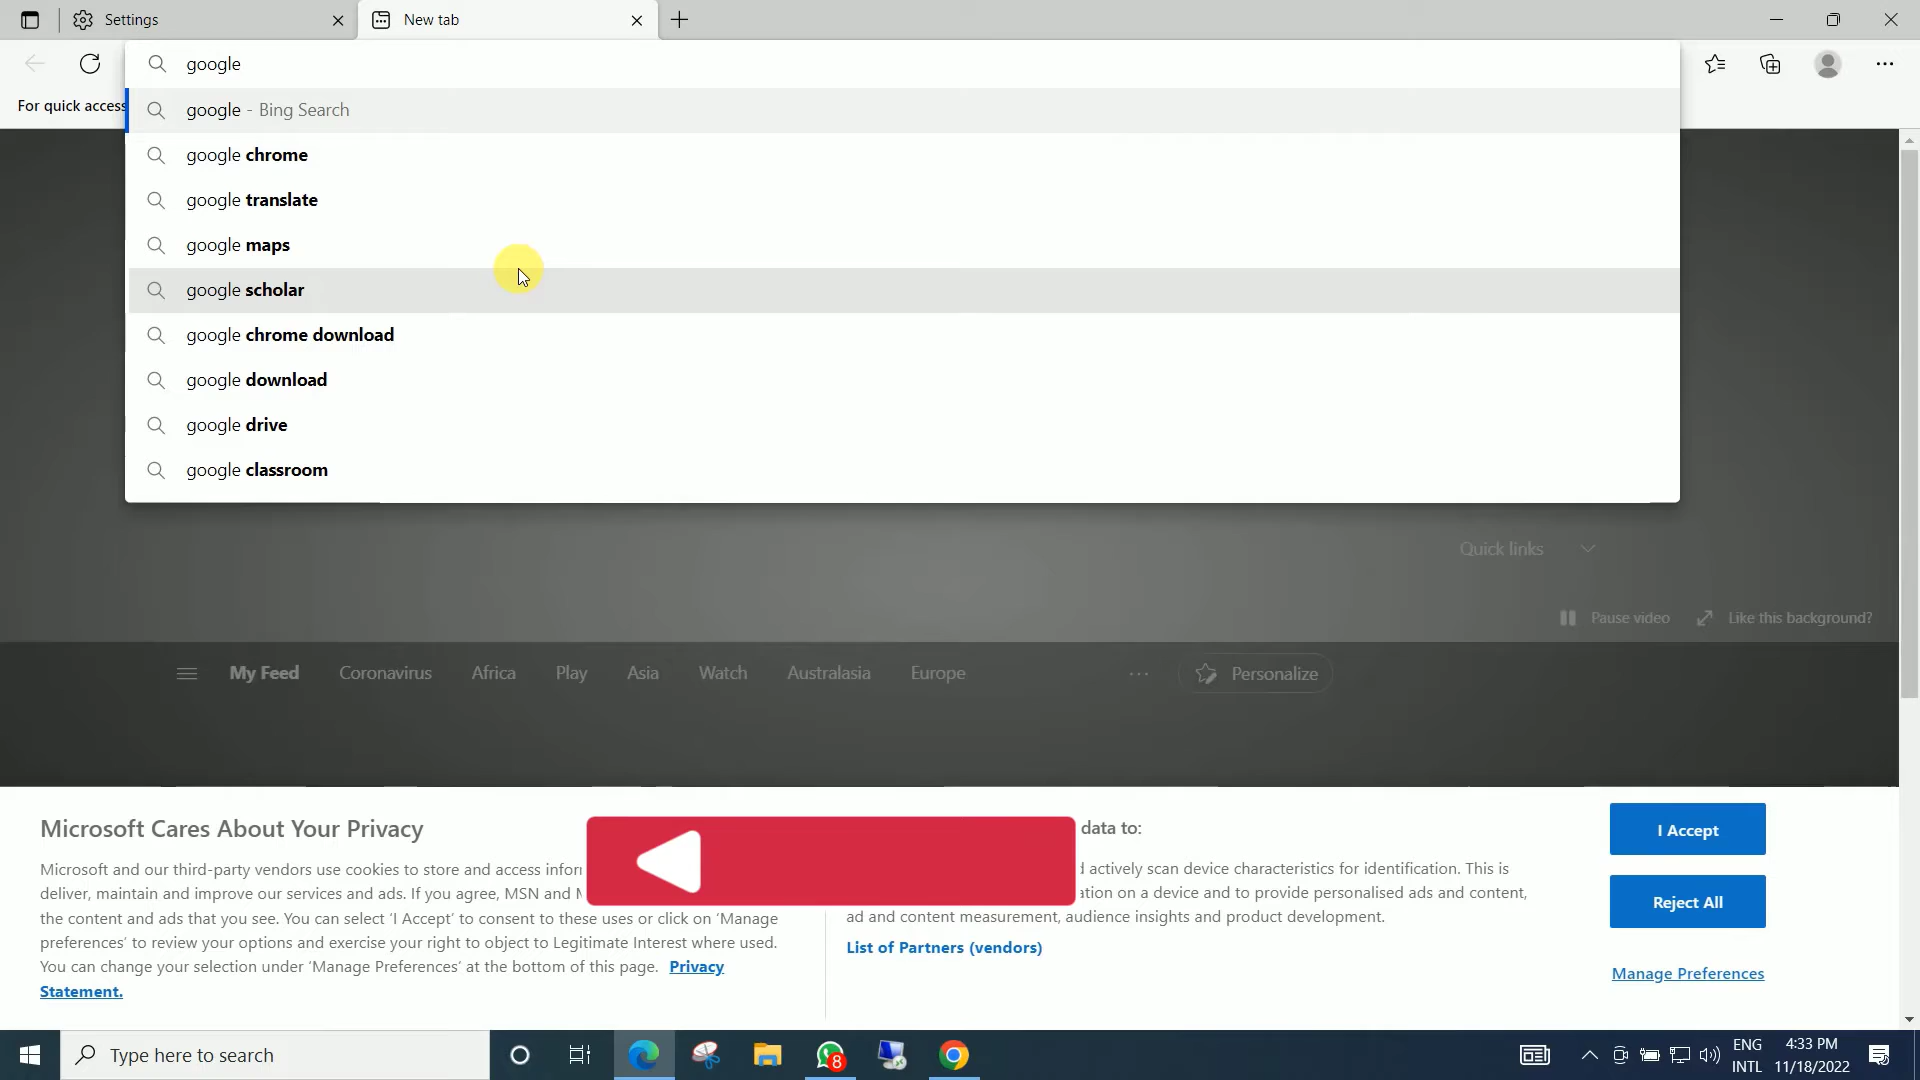 Settings
New tab
google
For quick access
google - Bing Search
google chrome
google translate
google maps
google scholar
google chrome download
google download
google drive
google classroom
Quick links
Pause video
Like this background?
My Feed
Coronavirus
Africa
Play
Asia
Watch
Australasia
Europe
Personalize
Microsoft Cares About Your Privacy
Microsoft and our third-party vendors use cookies to store and access
deliver, maintain and improve our services and ads. If you agree, MSN and
the content and ads that you see. You can select 'I Accept' to consent to these uses or click on 'Manage
preferences' to review your options and exercise your right to object to Legitimate Interest where used.
You can change your selection under 'Manage Preferences' at the bottom of this page. Privacy
Statement.
data to:
actively scan device characteristics for identification. This is
on a device and to provide personalised ads and content,
ad and content measurement, audience insights and product development.
List of Partners (vendors)
I Accept
Reject All
Manage Preferences
Type here to search
8
ENG
INTL
4:33 PM
11/18/2022